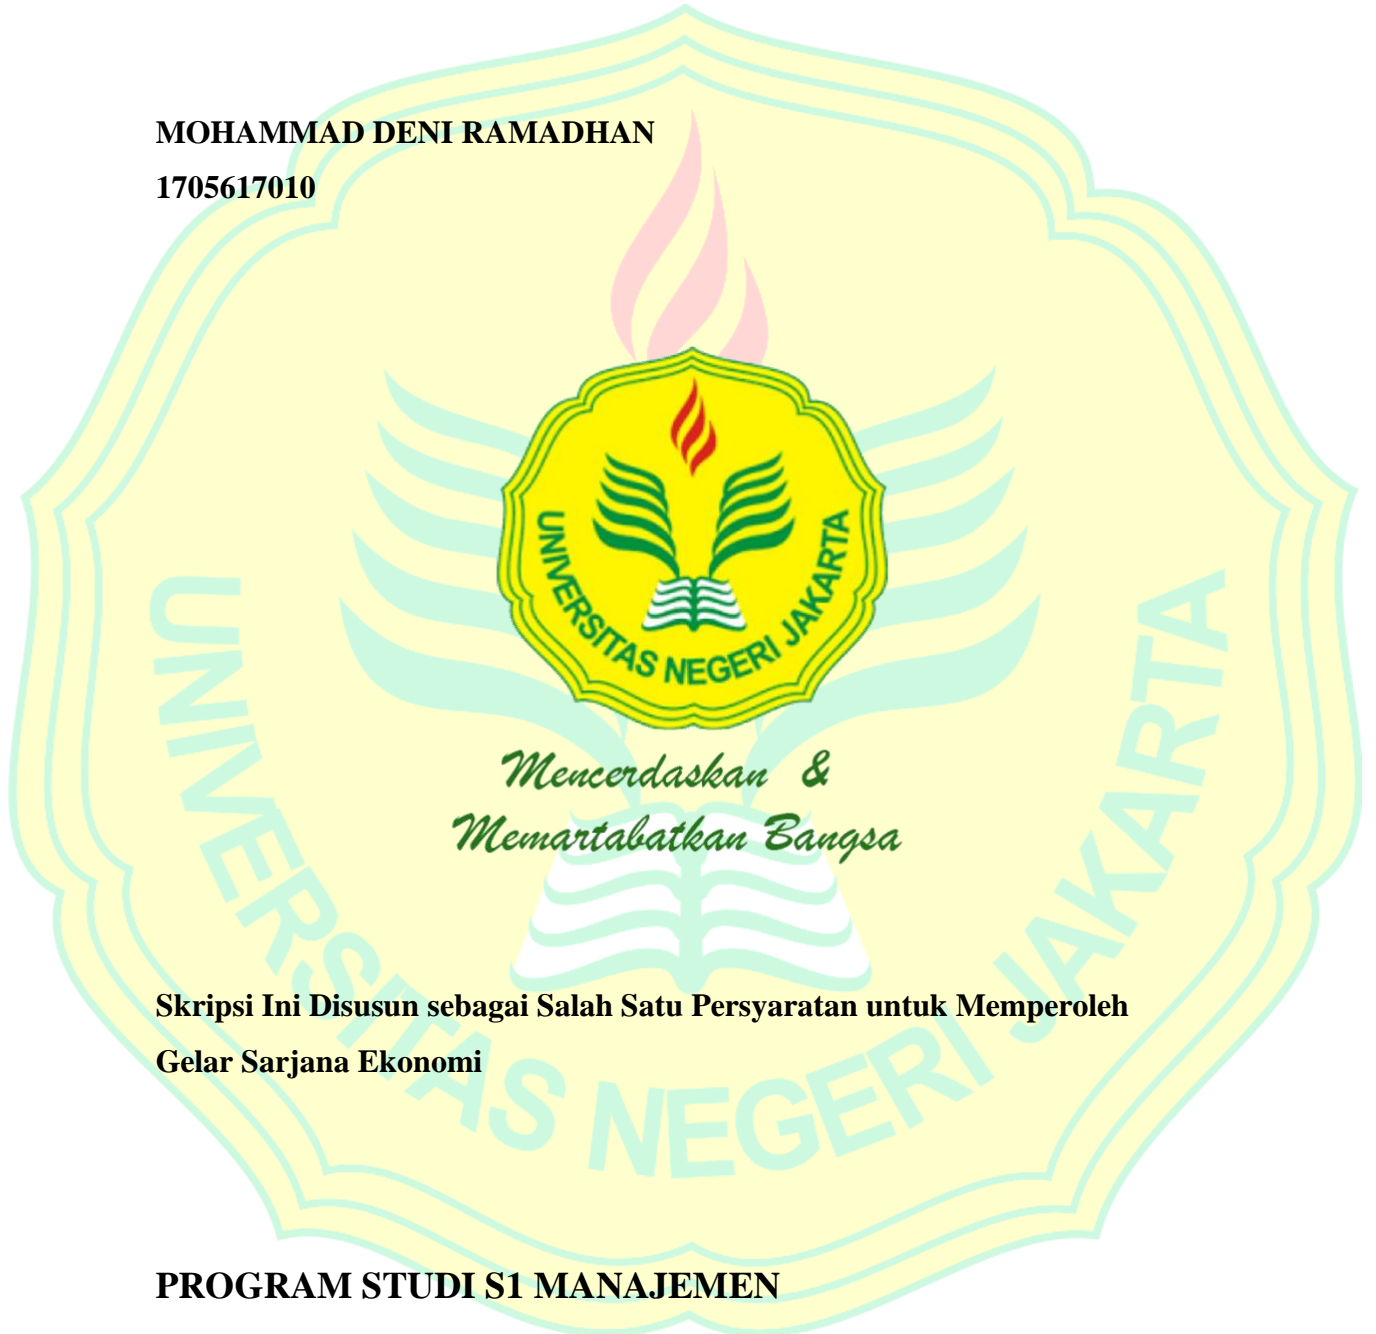 MOHAMMAD DENI RAMADHAN
1705617010
UNIVERSITAS NEGERI JAKARTA
Mencerdaskan &
Memartabatkan Bangsa
UNIVERSITAS NEGERI JAKARTA
Skripsi Ini Disusun sebagai Salah Satu Persyaratan untuk Memperoleh
Gelar Sarjana Ekonomi
PROGRAM STUDI S1 MANAJEMEN